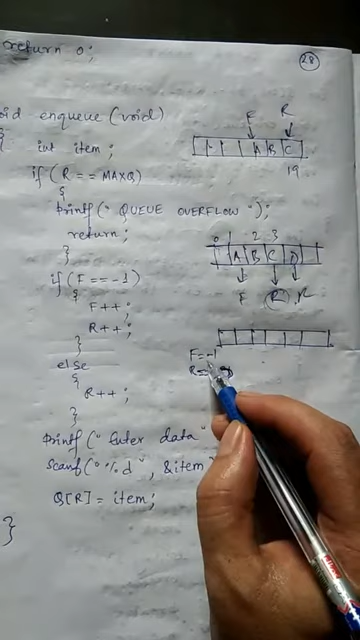 return 0;
28
void enqueue (void)
{
int item;
if (R == MAXQ)
{
printf(" QUEUE OVERFLOW ");
return;
}
if (F == -1)
{
F++;
R++;
}
else
{
R++;
}
printf(" Enter data"
scanf("%d", &item
Q[R] = item;
}
F R
A B C
19
0 1 2 3
A B C D
F R R
F = -1
R =